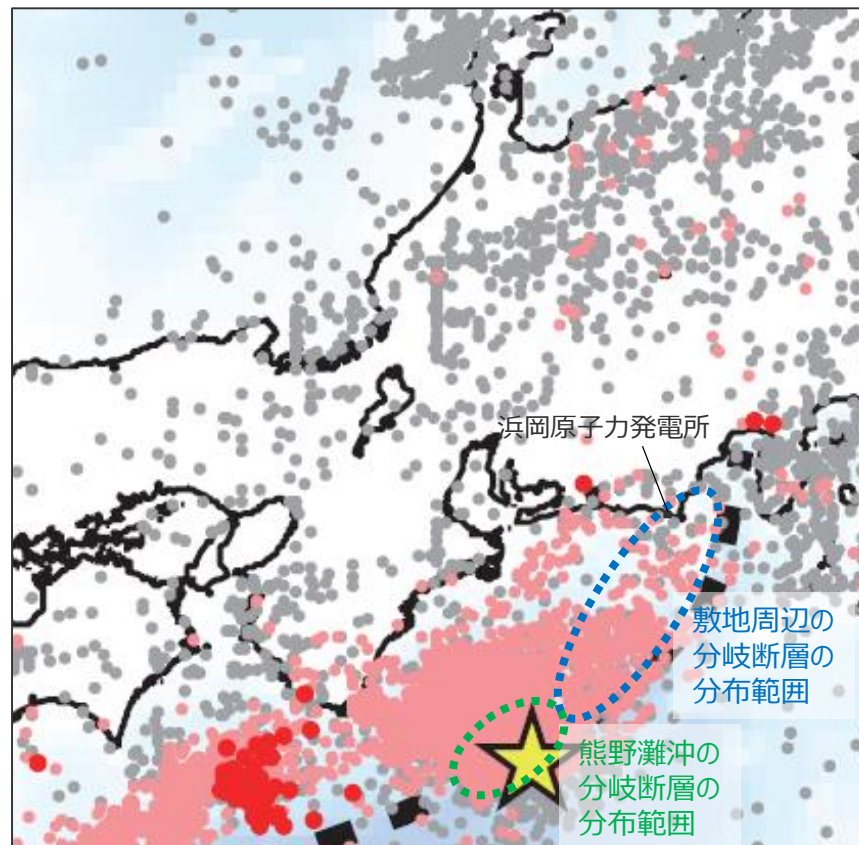 浜岡原子力発電所
敷地周辺の
分岐断層の
分布範囲
熊野灘沖の
分岐断層の
分布範囲